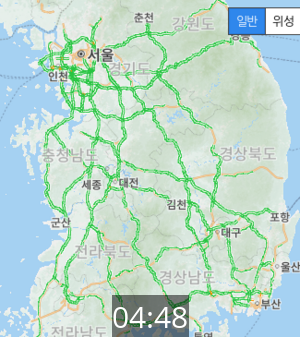 춘천
강원도
일반 위성
강릉
서울
인천
경기도
충청남도
경상북도
세종
대전
김천
군산
포항
대구
전라북도
울산
경상남도
부산
04:48
전라남도
통영